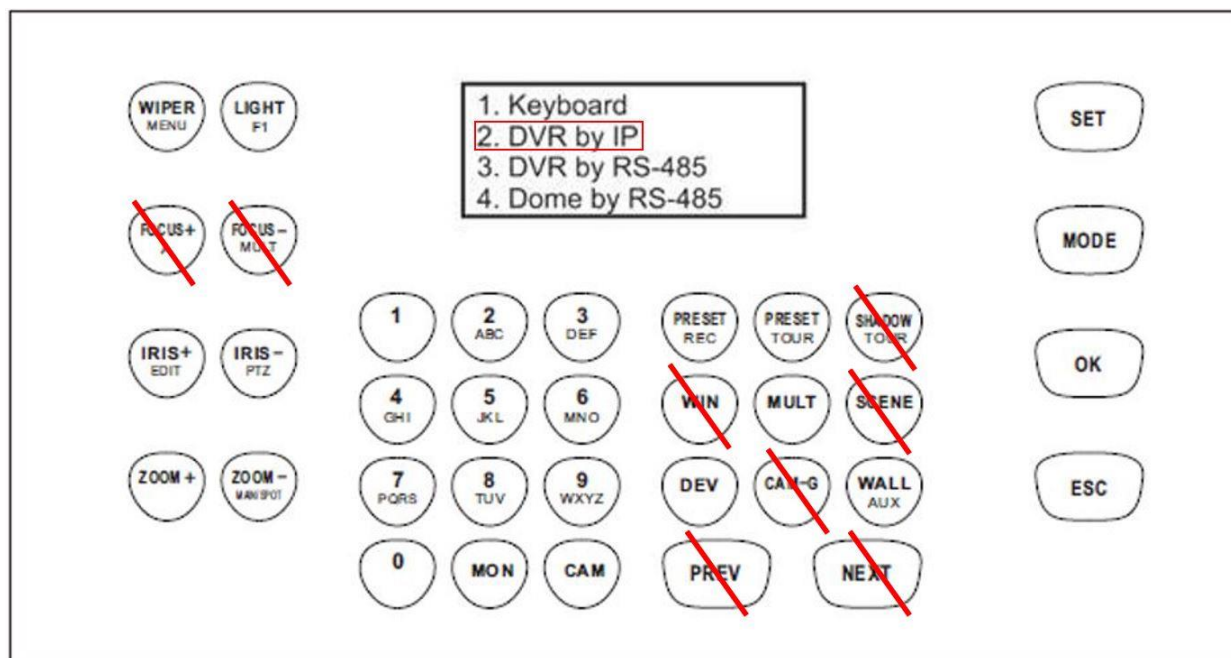 1. Keyboard
2. DVR by IP
3. DVR by RS-485
4. Dome by RS-485
WIPER
MENU
LIGHT
F1
SET
FOCUS+
FOCUS-
MULT
MODE
1
2
ABC
3
DEF
PRESET
REC
PRESET
TOUR
SHADOW
TOUR
IRIS+
EDIT
IRIS-
PTZ
OK
4
GHI
5
JKL
6
MNO
WIN
MULT
SCENE
ZOOM+
ZOOM-
MAIN/SPOT
7
PQRS
8
TUV
9
WXYZ
DEV
CAM-G
WALL
AUX
ESC
0
MON
CAM
PREV
NEXT